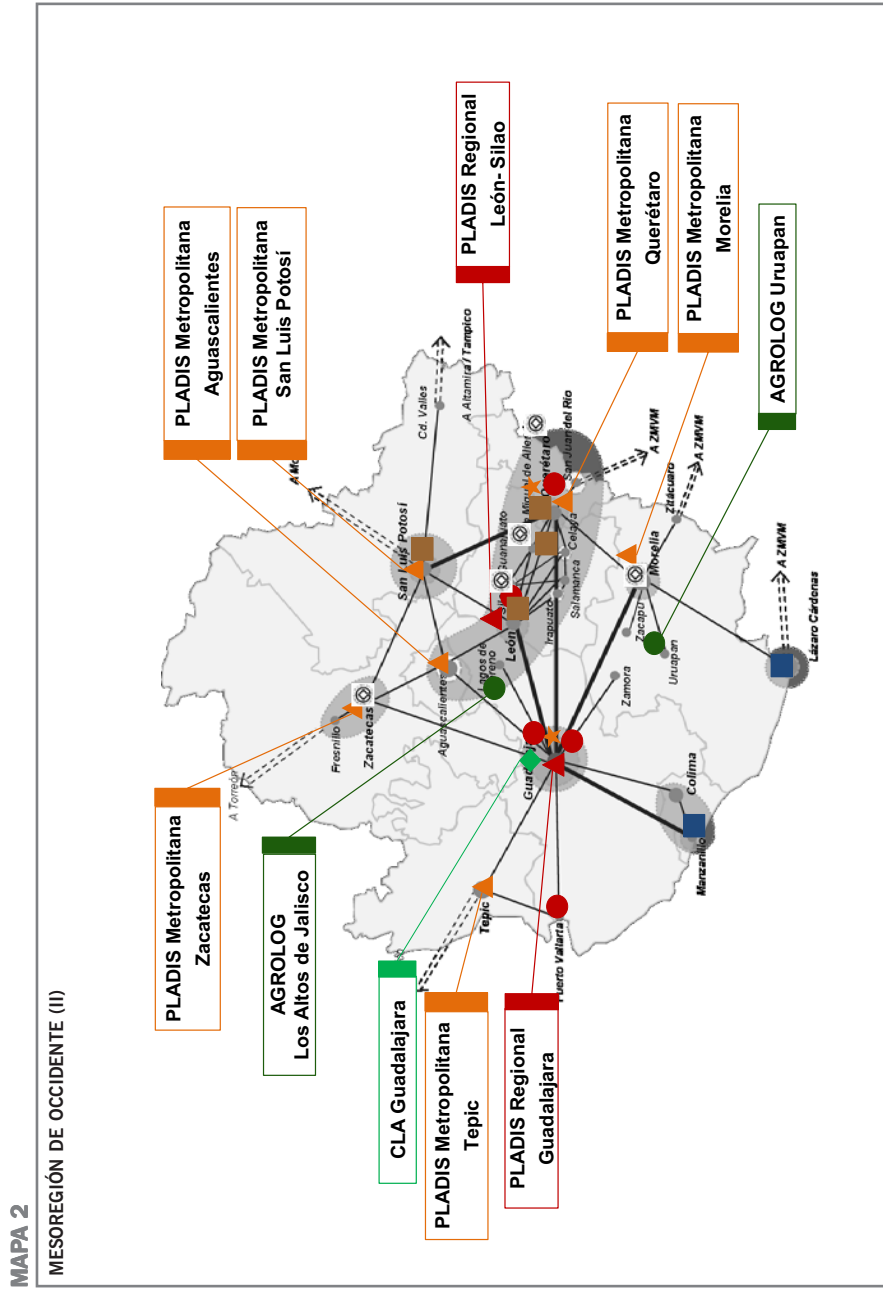 MAPA 2
MESOREGIÓN DE OCCIDENTE (II)
PLADIS Metropolitana
Zacatecas
AGROLOG
Los Altos de Jalisco
CLA Guadalajara
PLADIS Metropolitana
Tepic
PLADIS Regional
Guadalajara
PLADIS Metropolitana
Aguascalientes
PLADIS Metropolitana
San Luis Potosí
PLADIS Regional
León- Silao
PLADIS Metropolitana
Querétaro
PLADIS Metropolitana
Morelia
AGROLOG Uruapan
A Torreón
Fresnillo
Zacatecas
Aguascalientes
San Luis Potosí
Cd. Valles
A Altamira / Tampico
Lagos de
León
Guanajuato
Irapuato
Salamanca
Celaya
Querétaro
San Juan del Río
A ZMVM
Zitácuaro
A ZMVM
Morelia
Zacapu
Uruapan
Zamora
A ZMVM
Lázaro Cárdenas
Colima
Manzanillo
Tepic
Puerto Vallarta